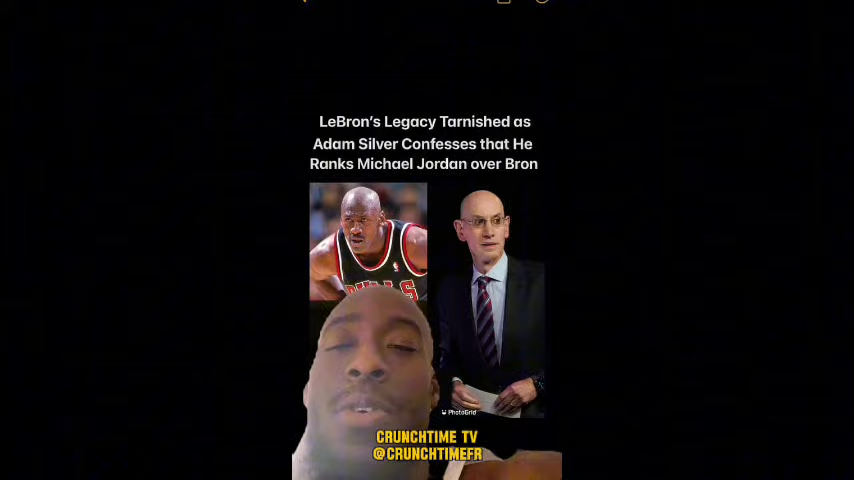 LeBron's Legacy Tarnished as
Adam Silver Confesses that He
Ranks Michael Jordan over Bron
BULLS
PhotoGrid
CRUNCHTIME TV
@CRUNCHTIMEFR